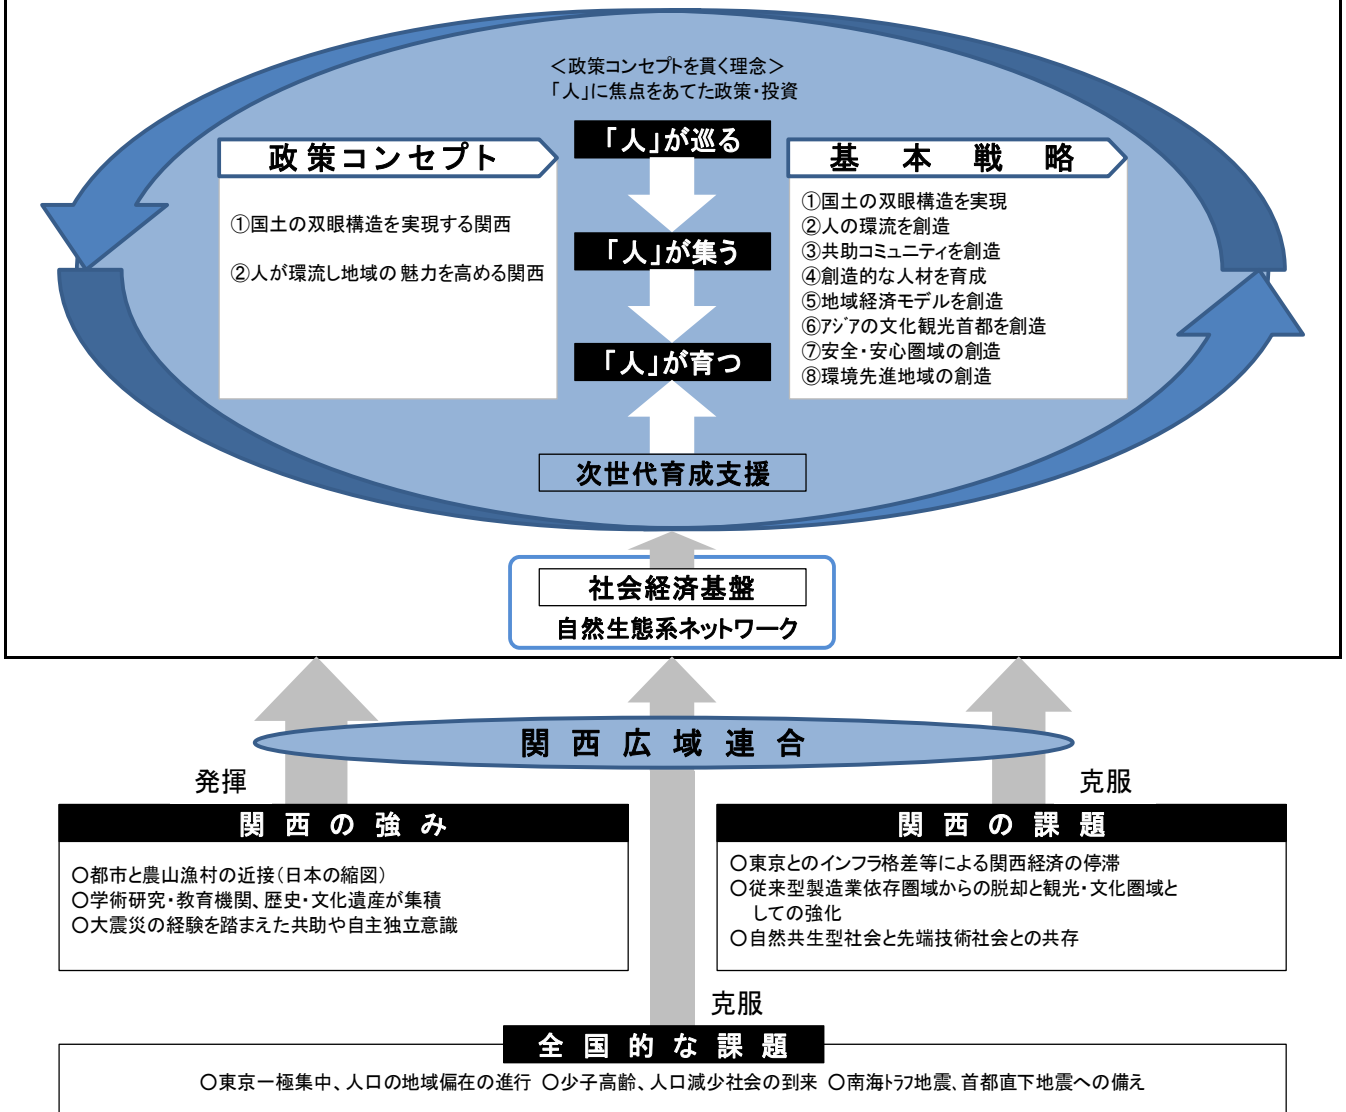 ＜政策コンセプトを貫く理念＞
「人」に焦点をあてた政策・投資
「人」が巡る
「人」が集う
「人」が育つ
次世代育成支援
政策コンセプト
①国土の双眼構造を実現する関西
②人が環流し地域の魅力を高める関西
基本戦略
①国土の双眼構造を実現
②人の環流を創造
③共助コミュニティを創造
④創造的な人材を育成
⑤地域経済モデルを創造
⑥ｱｼﾞｱの文化観光首都を創造
⑦安全・安心圏域の創造
⑧環境先進地域の創造
社会経済基盤
自然生態系ネットワーク
関西広域連合
発揮
克服
関西の強み
○都市と農山漁村の近接（日本の縮図）
○学術研究・教育機関、歴史・文化遺産が集積
○大震災の経験を踏まえた共助や自主独立意識
関西の課題
○東京とのインフラ格差等による関西経済の停滞
○従来型製造業依存圏域からの脱却と観光・文化圏域と
しての強化
○自然共生型社会と先端技術社会との共存
克服
全国的な課題
○東京一極集中、人口の地域偏在の進行 ○少子高齢、人口減少社会の到来 ○南海ﾄﾗﾌ地震、首都直下地震への備え